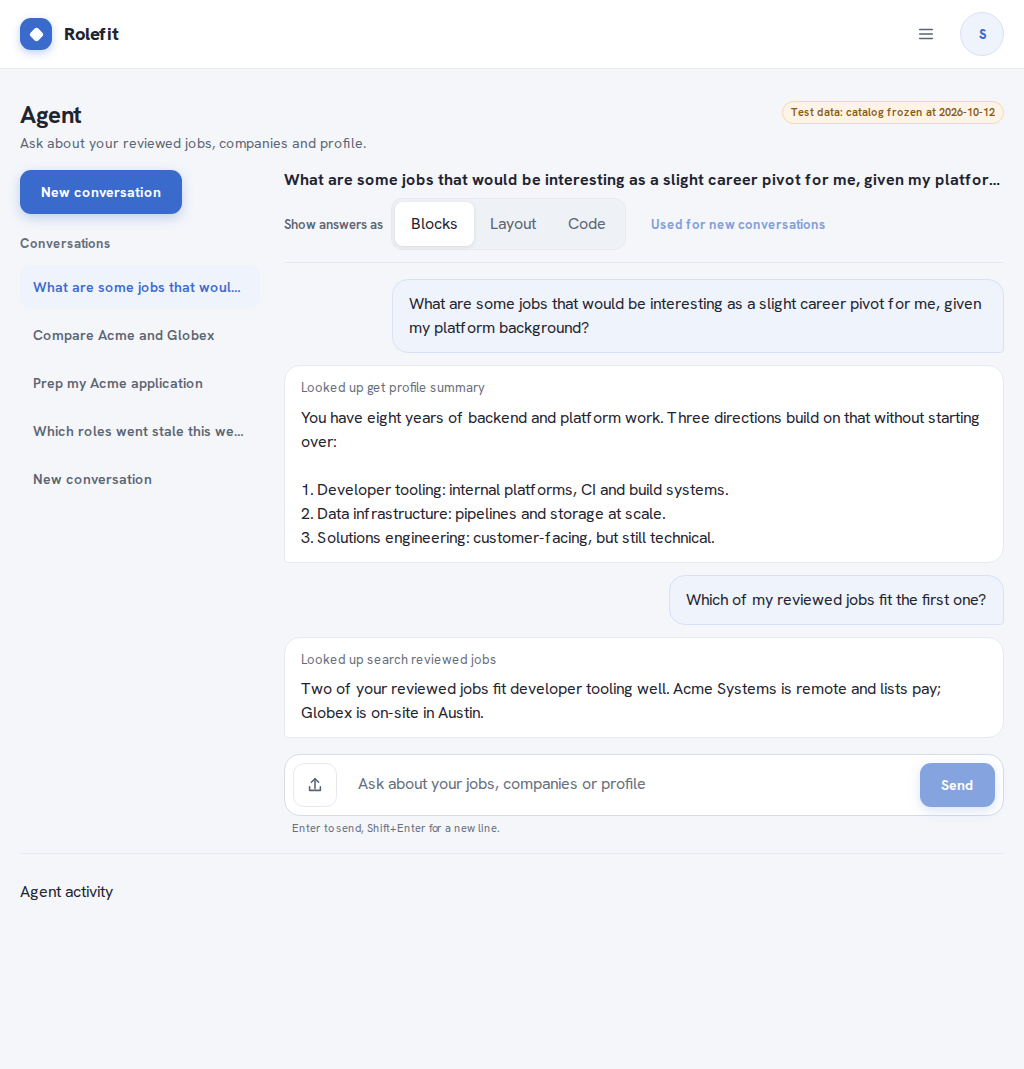 Rolefit
S
Agent
Test data: catalog frozen at 2026-10-12
Ask about your reviewed jobs, companies and profile.
New conversation
Conversations
What are some jobs that woul...
Compare Acme and Globex
Prep my Acme application
Which roles went stale this we...
New conversation
What are some jobs that would be interesting as a slight career pivot for me, given my platfor...
Show answers as
Blocks
Layout
Code
Used for new conversations
What are some jobs that would be interesting as a slight career pivot for me, given
my platform background?
Looked up get profile summary
You have eight years of backend and platform work. Three directions build on that without starting
over:
1. Developer tooling: internal platforms, CI and build systems.
2. Data infrastructure: pipelines and storage at scale.
3. Solutions engineering: customer-facing, but still technical.
Which of my reviewed jobs fit the first one?
Looked up search reviewed jobs
Two of your reviewed jobs fit developer tooling well. Acme Systems is remote and lists pay;
Globex is on-site in Austin.
Ask about your jobs, companies or profile
Send
Enter to send, Shift+Enter for a new line.
Agent activity